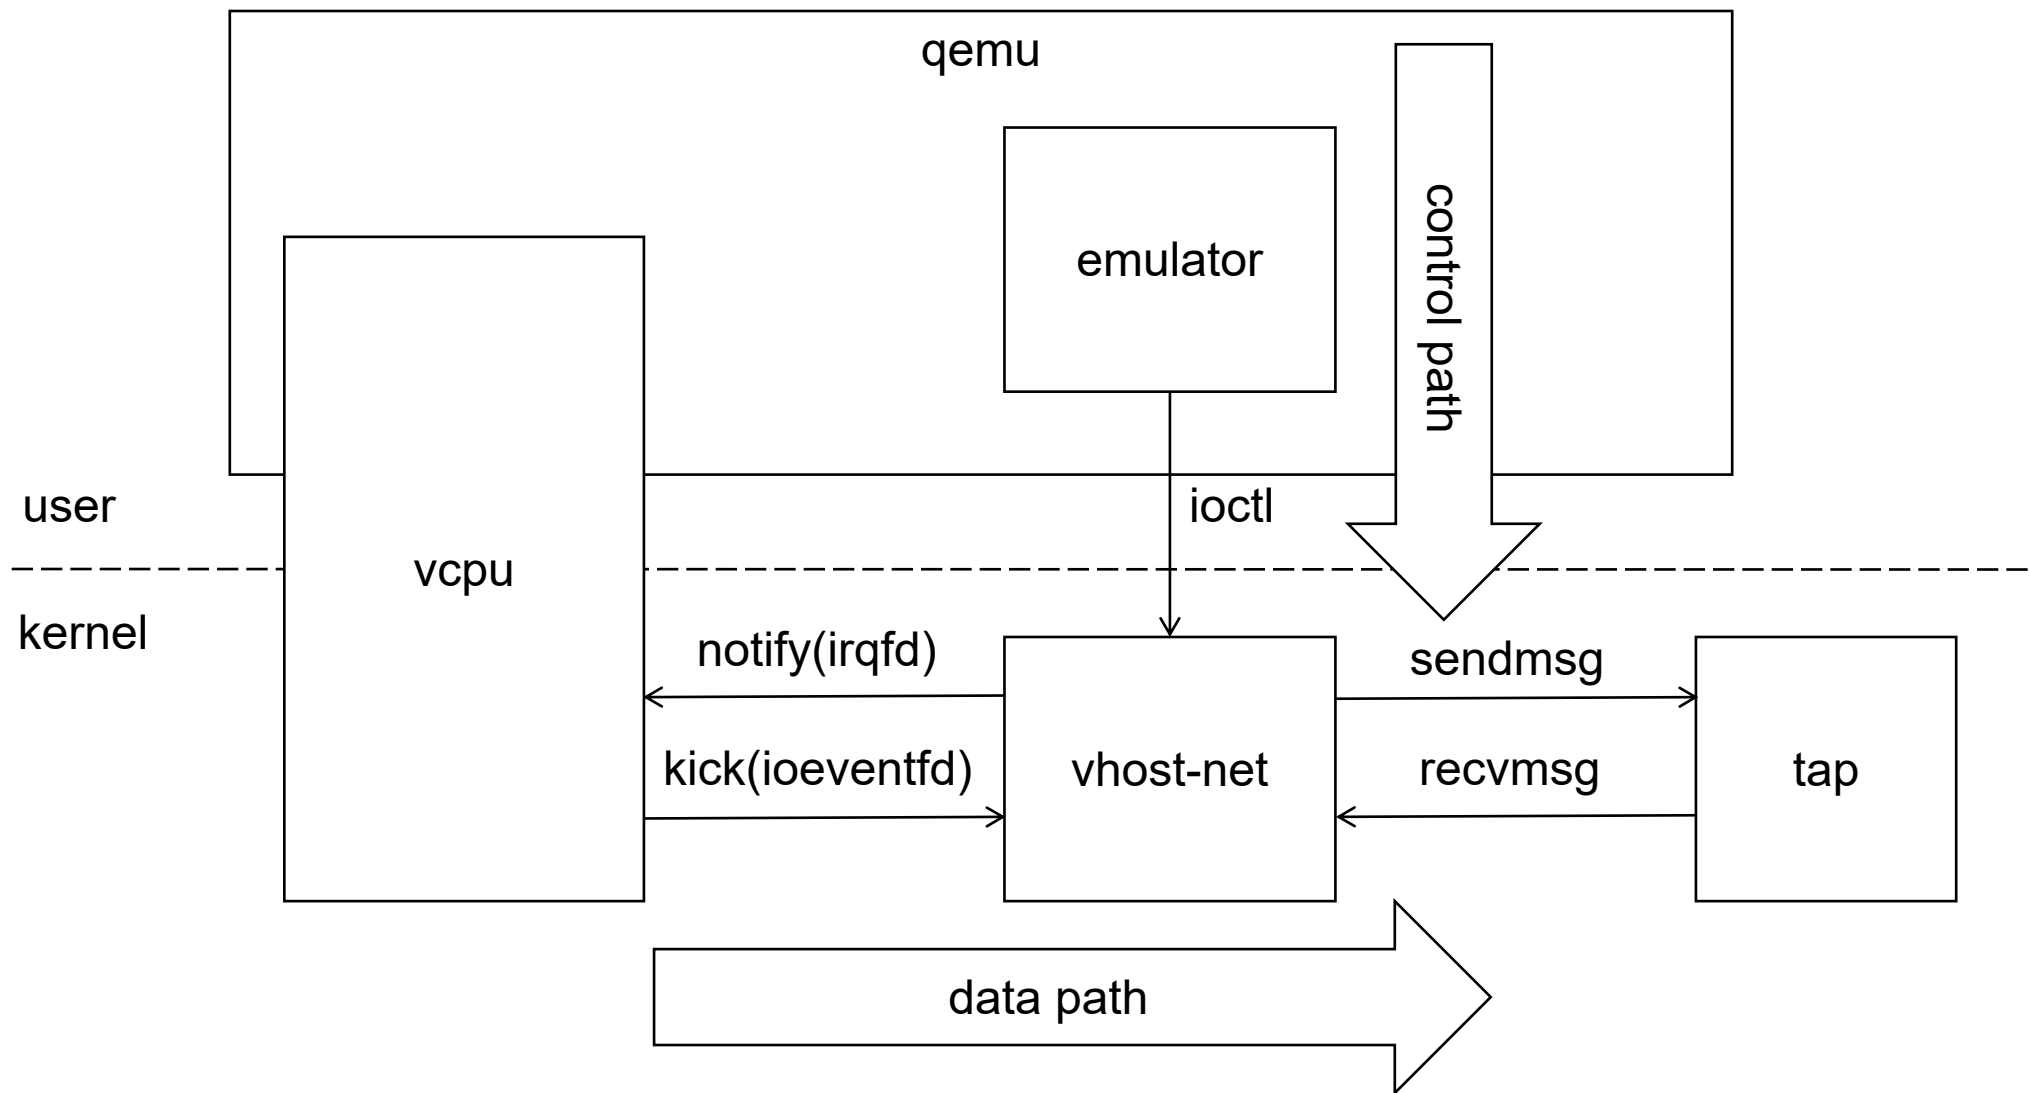 qemu
emulator
control path
user
ioctl
vcpu
kernel
notify(irqfd)
sendmsg
kick(ioeventfd)
vhost-net
recvmsg
tap
data path